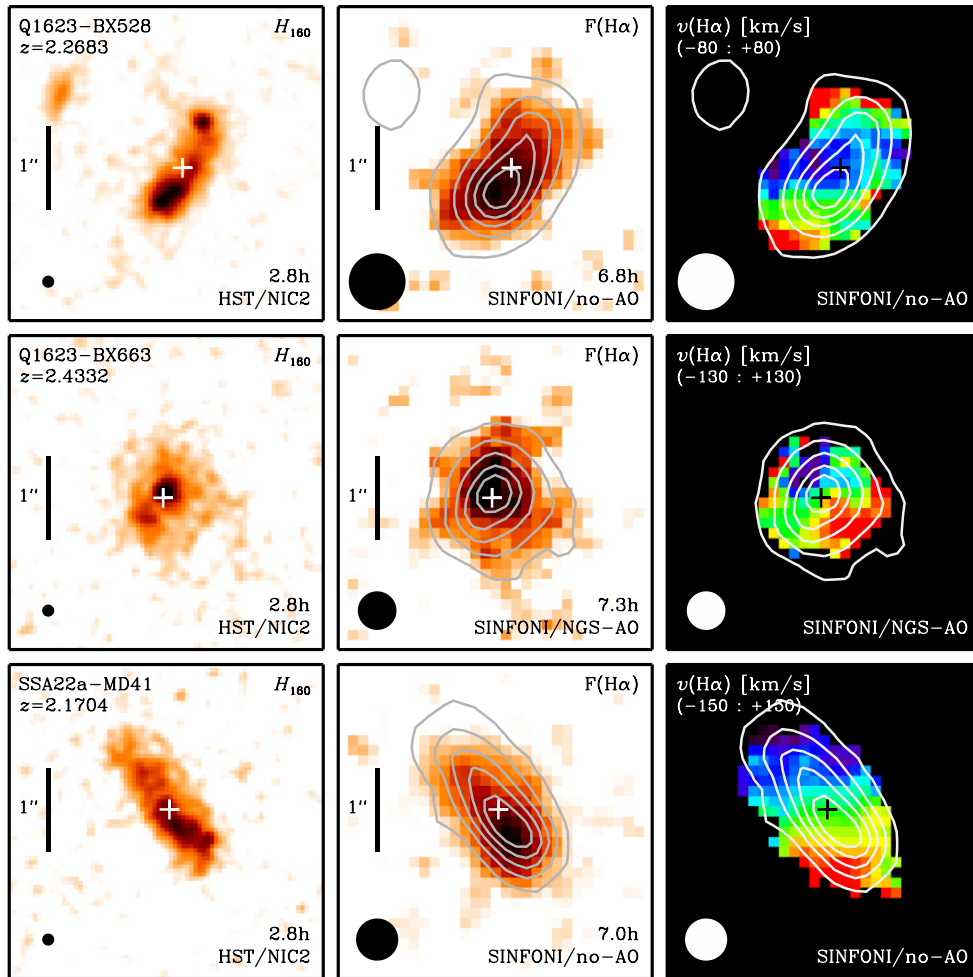 Q1623-BX528 H160
z=2.2683
1″
2.8h
HST/NIC2
F(Hα)
1″
6.8h
SINFONI/no-AO
v(Hα) [km/s]
(-80 : +80)
SINFONI/no-AO
Q1623-BX663 H160
z=2.4332
1″
2.8h
HST/NIC2
F(Hα)
1″
7.3h
SINFONI/NGS-AO
v(Hα) [km/s]
(-130 : +130)
SINFONI/NGS-AO
SSA22a-MD41 H160
z=2.1704
1″
2.8h
HST/NIC2
F(Hα)
1″
7.0h
SINFONI/no-AO
v(Hα) [km/s]
(-150 : +150)
SINFONI/no-AO